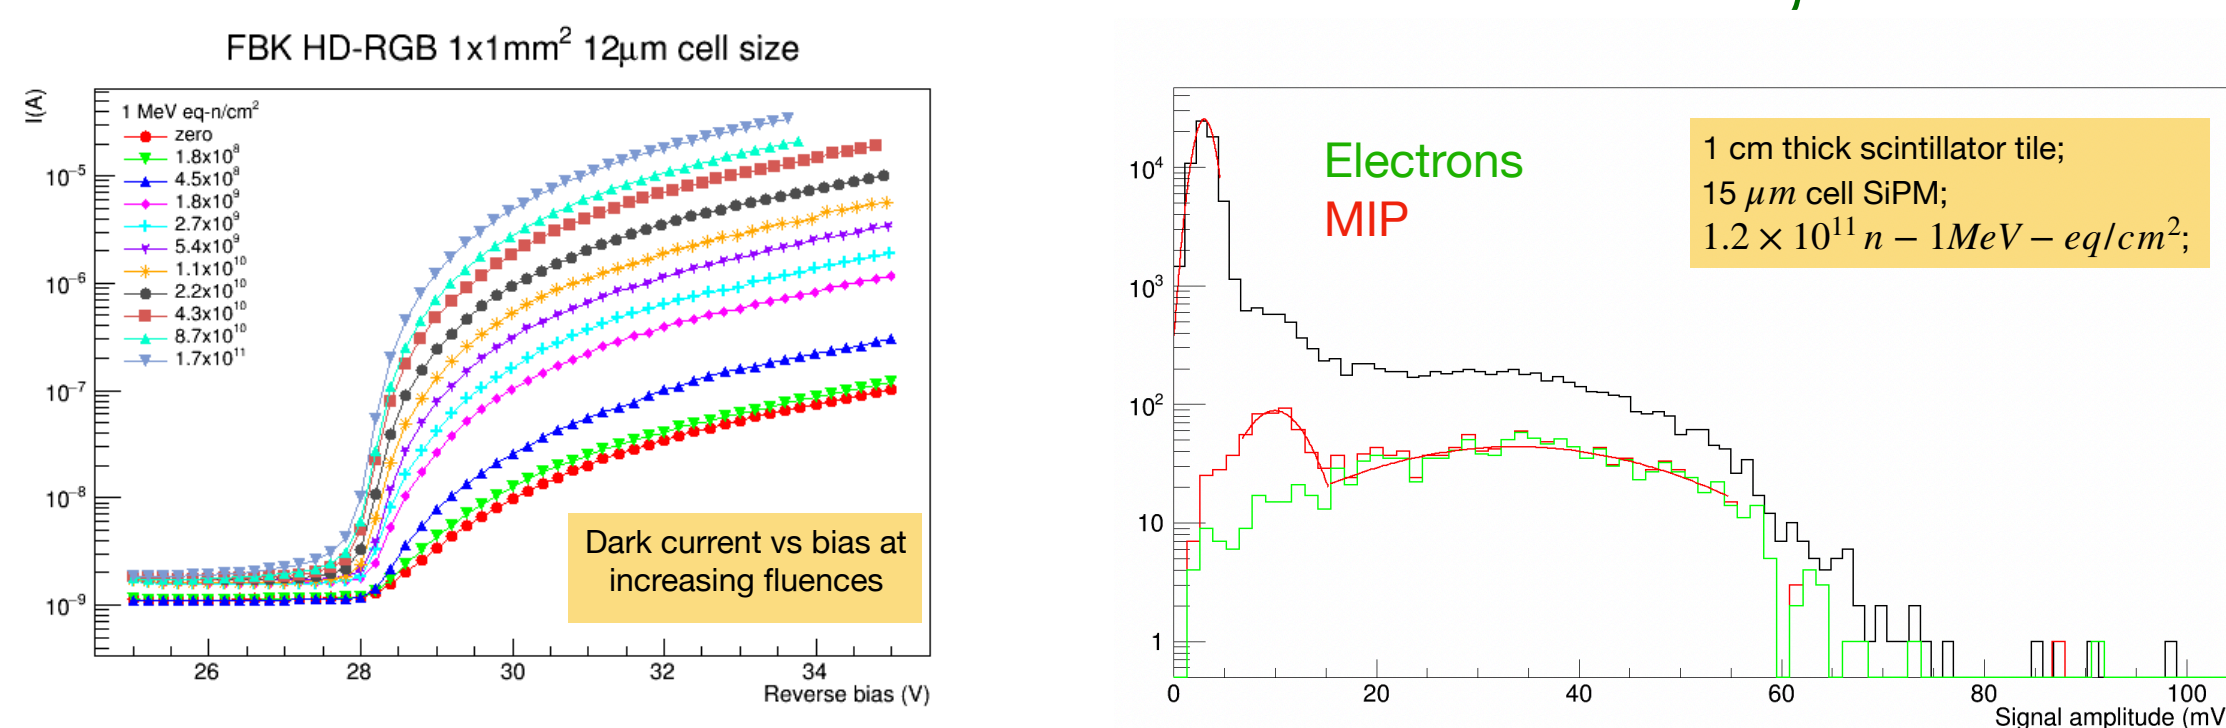 FBK HD-RGB 1x1mm² 12μm cell size
I(A)
1 MeV eq-n/cm²
zero
1.8x10⁸
4.5x10⁸
1.8x10⁹
2.7x10⁹
5.4x10⁹
1.1x10¹⁰
2.2x10¹⁰
4.3x10¹⁰
8.7x10¹⁰
1.7x10¹¹
10⁻⁵
10⁻⁶
10⁻⁷
10⁻⁸
10⁻⁹
Dark current vs bias at
increasing fluences
26 28 30 32 34
Reverse bias (V)
Electrons
MIP
1 cm thick scintillator tile;
15 μm cell SiPM;
1.2 × 10¹¹ n − 1MeV − eq/cm²;
10⁴
10³
10²
10
1
0 20 40 60 80 100
Signal amplitude (mV